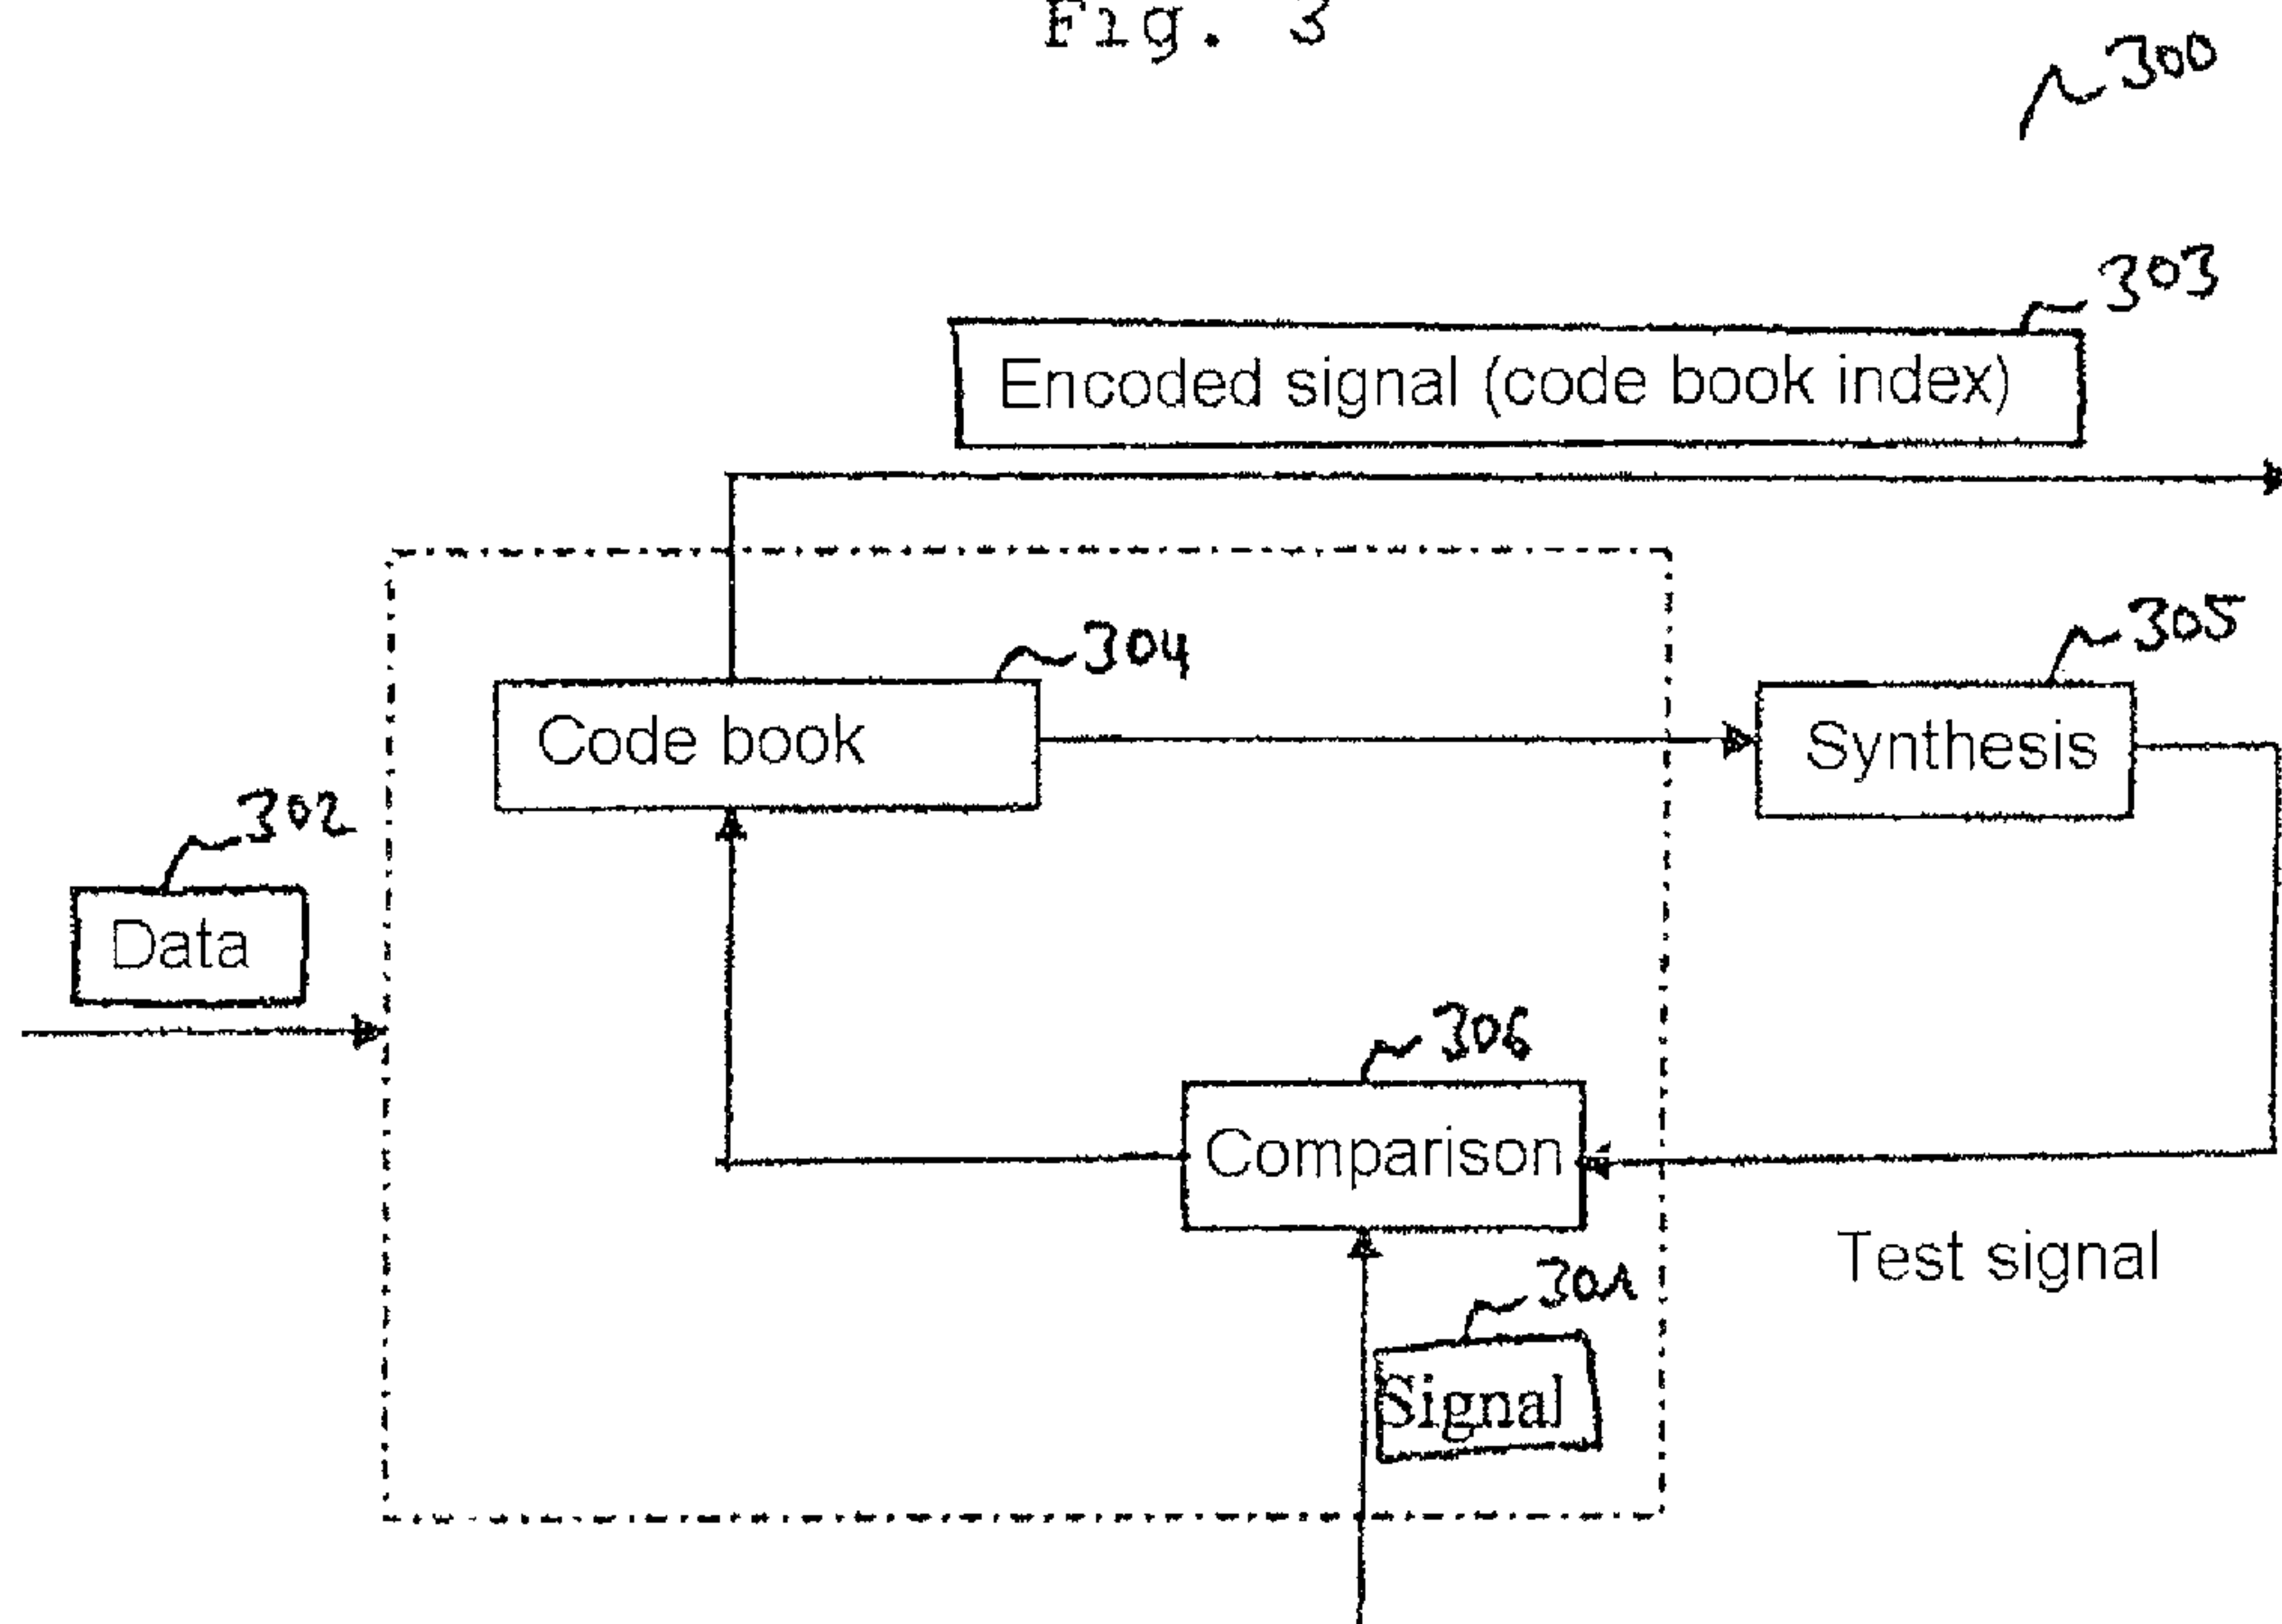 Fig. 3
300
303
Encoded signal (code book index)
304
305
Code book
Synthesis
302
Data
306
Comparison
Test signal
301
Signal